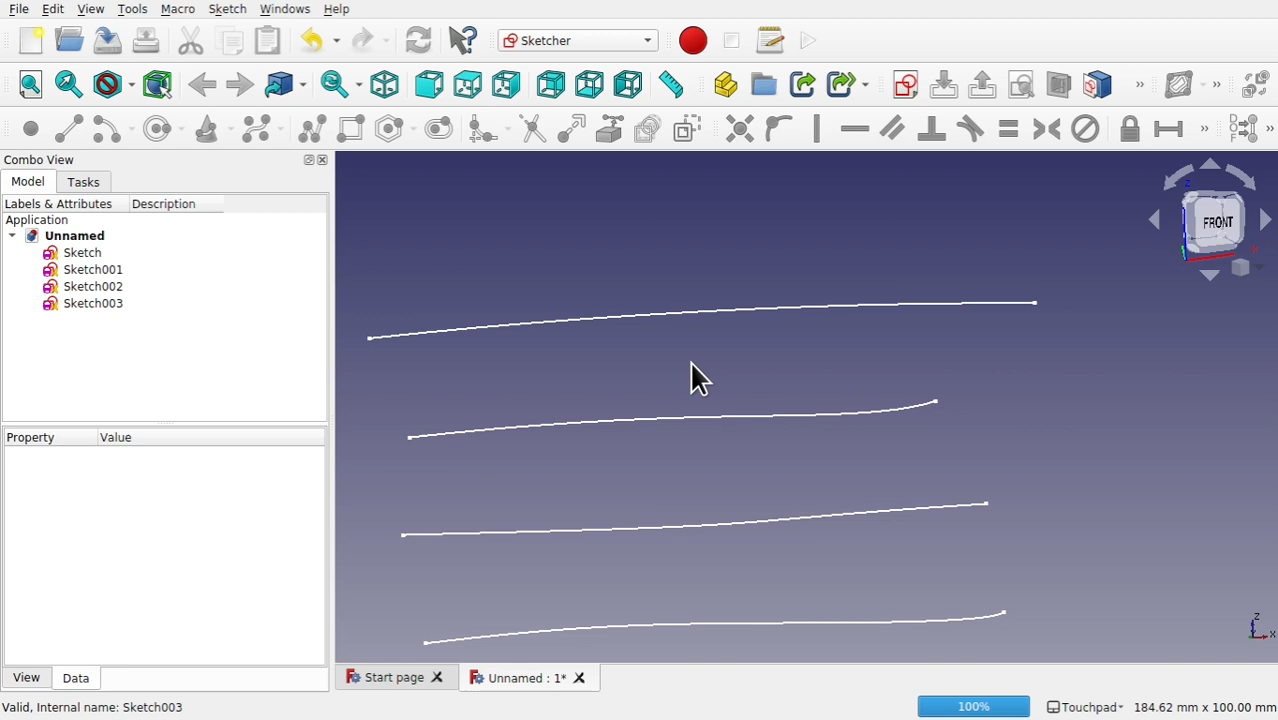 File Edit View Tools Macro Sketch Windows Help
Sketcher
Combo View
Model Tasks
Labels & Attributes Description
Application
Unnamed
Sketch
Sketch001
Sketch002
Sketch003
FRONT
Z
X
Property Value
Z
X
View Data
Start page Unnamed : 1*
Valid, Internal name: Sketch003 100% Touchpad 184.62 mm x 100.00 mm